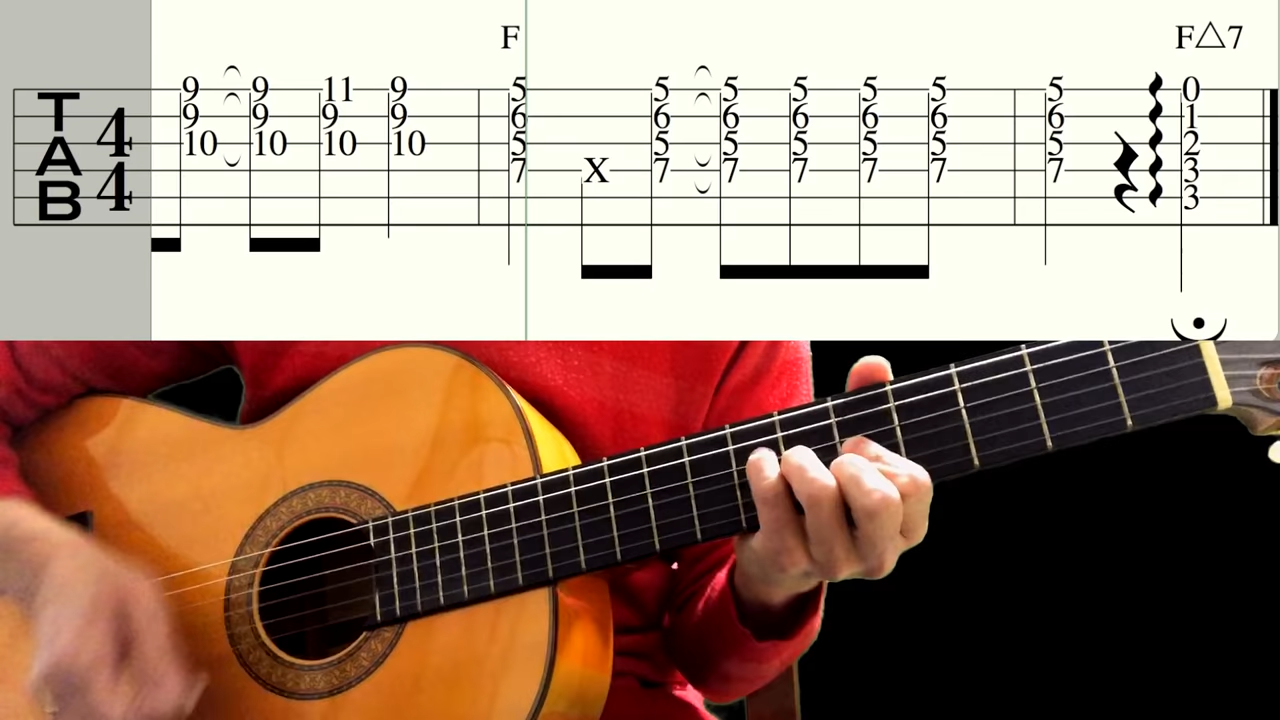 F F△7
9 9 11 9 5 5 5 5 5 5 5 0
T 9 9 9 9 6 6 6 6 6 6 6 1
A 4 10 10 10 10 5 5 5 5 5 5 5 2
B 4 7 X 7 7 7 7 7 7 3
3